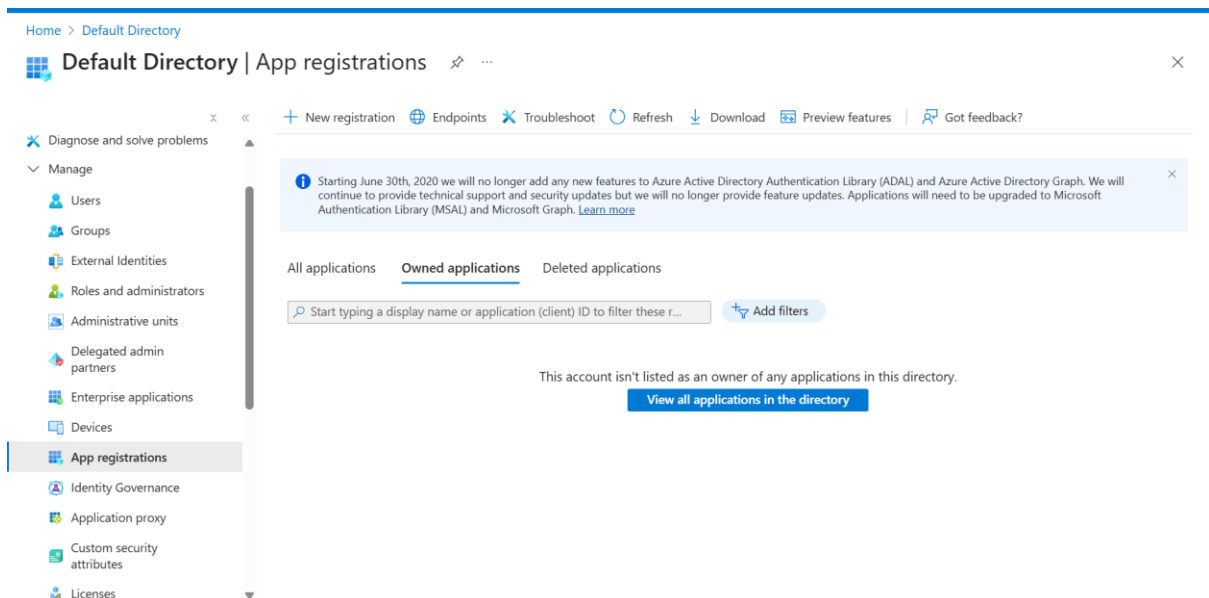 Home > Default Directory
Default Directory | App registrations
Diagnose and solve problems
Manage
Users
Groups
External Identities
Roles and administrators
Administrative units
Delegated admin
partners
Enterprise applications
Devices
App registrations
Identity Governance
Application proxy
Custom security
attributes
Licenses
New registration Endpoints Troubleshoot Refresh Download Preview features Got feedback?
Starting June 30th, 2020 we will no longer add any new features to Azure Active Directory Authentication Library (ADAL) and Azure Active Directory Graph. We will
continue to provide technical support and security updates but we will no longer provide feature updates. Applications will need to be upgraded to Microsoft
Authentication Library (MSAL) and Microsoft Graph. Learn more
All applications Owned applications Deleted applications
Start typing a display name or application (client) ID to filter these r... Add filters
This account isn't listed as an owner of any applications in this directory.
View all applications in the directory